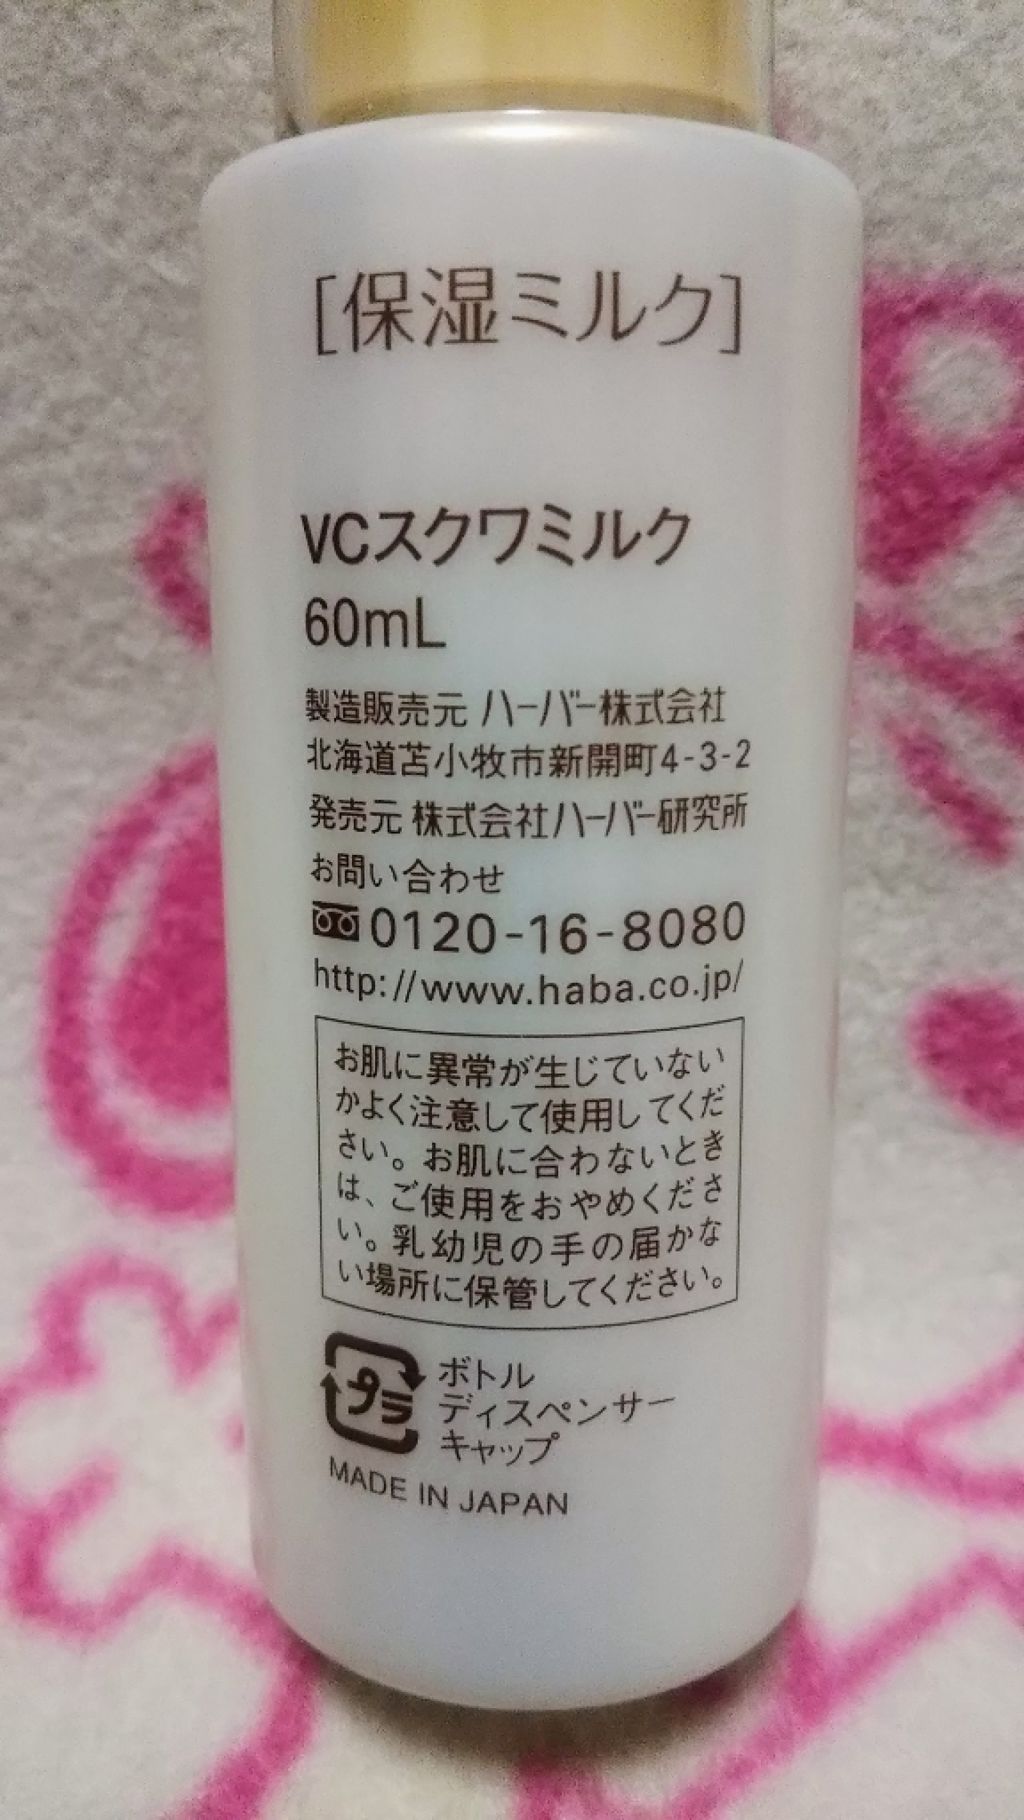 [保湿ミルク]
VCスクワミルク
60mL
製造販売元 ハーバー株式会社
北海道苫小牧市新開町4-3-2
発売元 株式会社ハーバー研究所
お問い合わせ
0120-16-8080
http://www.haba.co.jp/
お肌に異常が生じていない
かよく注意して使用してくだ
さい。お肌に合わないとき
は、ご使用をおやめくださ
い。乳幼児の手の届かな
い場所に保管してください。
プラ
ボトル
ディスペンサー
キャップ
MADE IN JAPAN